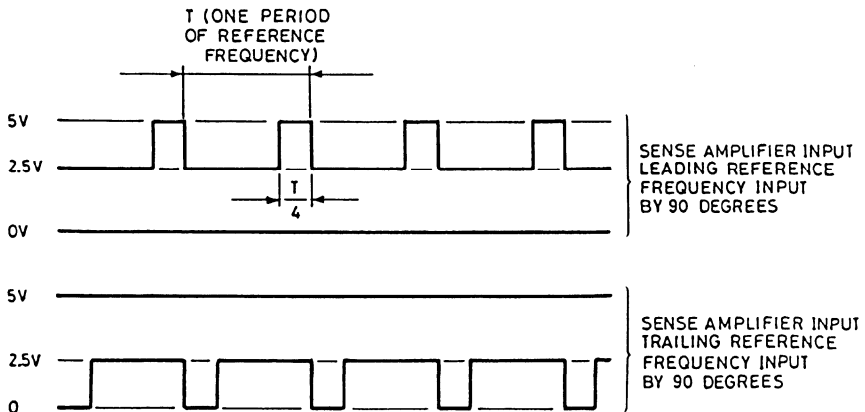 T (ONE PERIOD
OF REFERENCE
FREQUENCY)
5V
2.5V
T
4
0V
SENSE AMPLIFIER INPUT
LEADING REFERENCE
FREQUENCY INPUT
BY 90 DEGREES
5V
2.5V
0
SENSE AMPLIFIER INPUT
TRAILING REFERENCE
FREQUENCY INPUT
BY 90 DEGREES